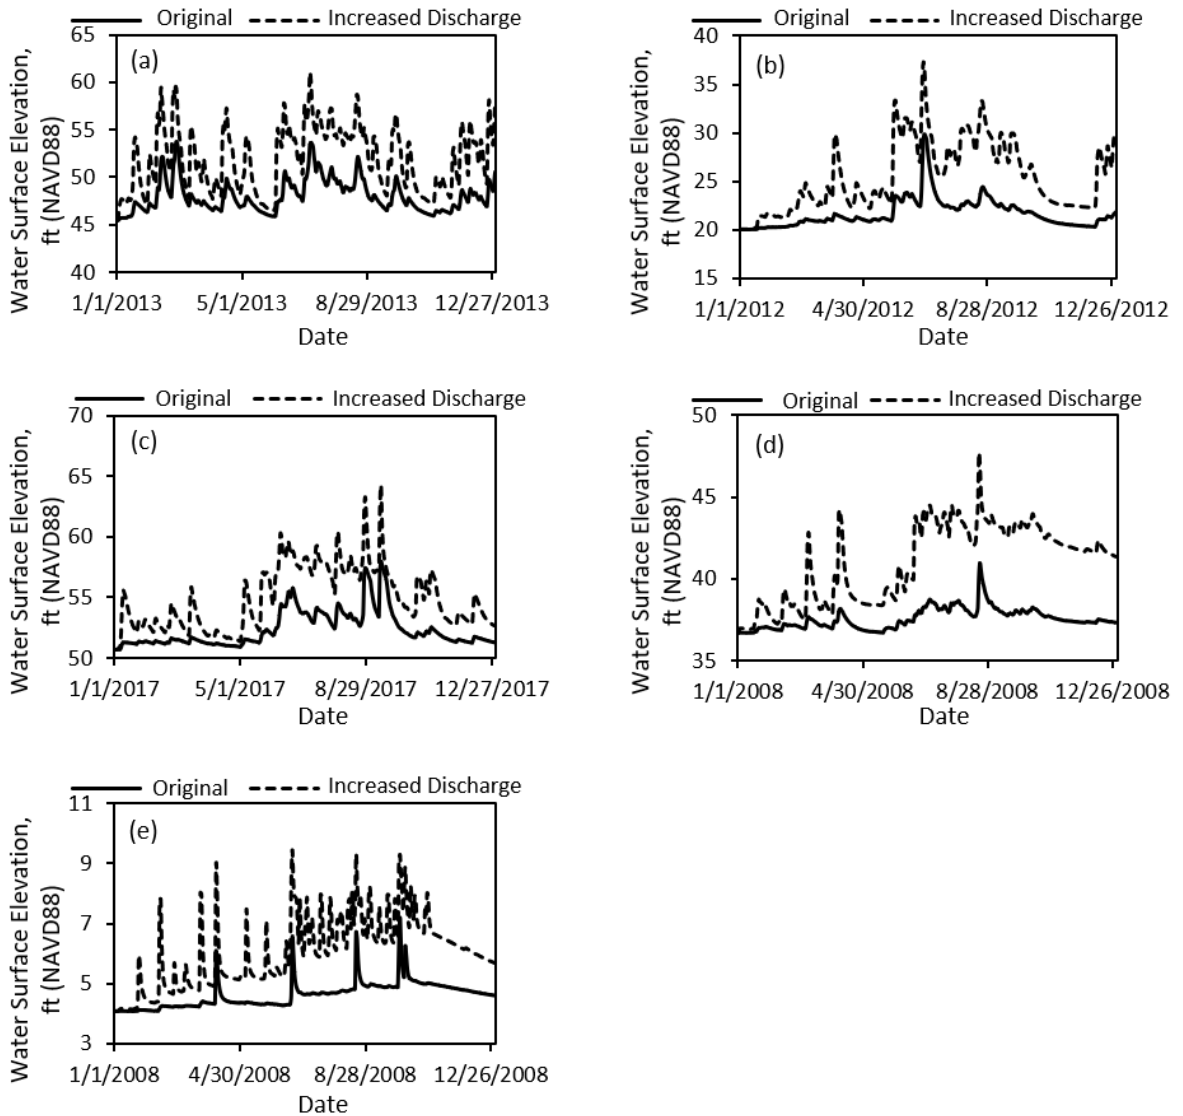 Original Increased Discharge
Water Surface Elevation,
ft (NAVD88)
65
60
55
50
45
40
(a)
1/1/2013 5/1/2013 8/29/2013 12/27/2013
Date
Original Increased Discharge
Water Surface Elevation,
ft (NAVD88)
40
35
30
25
20
15
(b)
1/1/2012 4/30/2012 8/28/2012 12/26/2012
Date
Original Increased Discharge
Water Surface Elevation,
ft (NAVD88)
70
65
60
55
50
(c)
1/1/2017 5/1/2017 8/29/2017 12/27/2017
Date
Original Increased Discharge
Water Surface Elevation,
ft (NAVD88)
50
45
40
35
(d)
1/1/2008 4/30/2008 8/28/2008 12/26/2008
Date
Original Increased Discharge
Water Surface Elevation,
ft (NAVD88)
11
9
7
5
3
(e)
1/1/2008 4/30/2008 8/28/2008 12/26/2008
Date